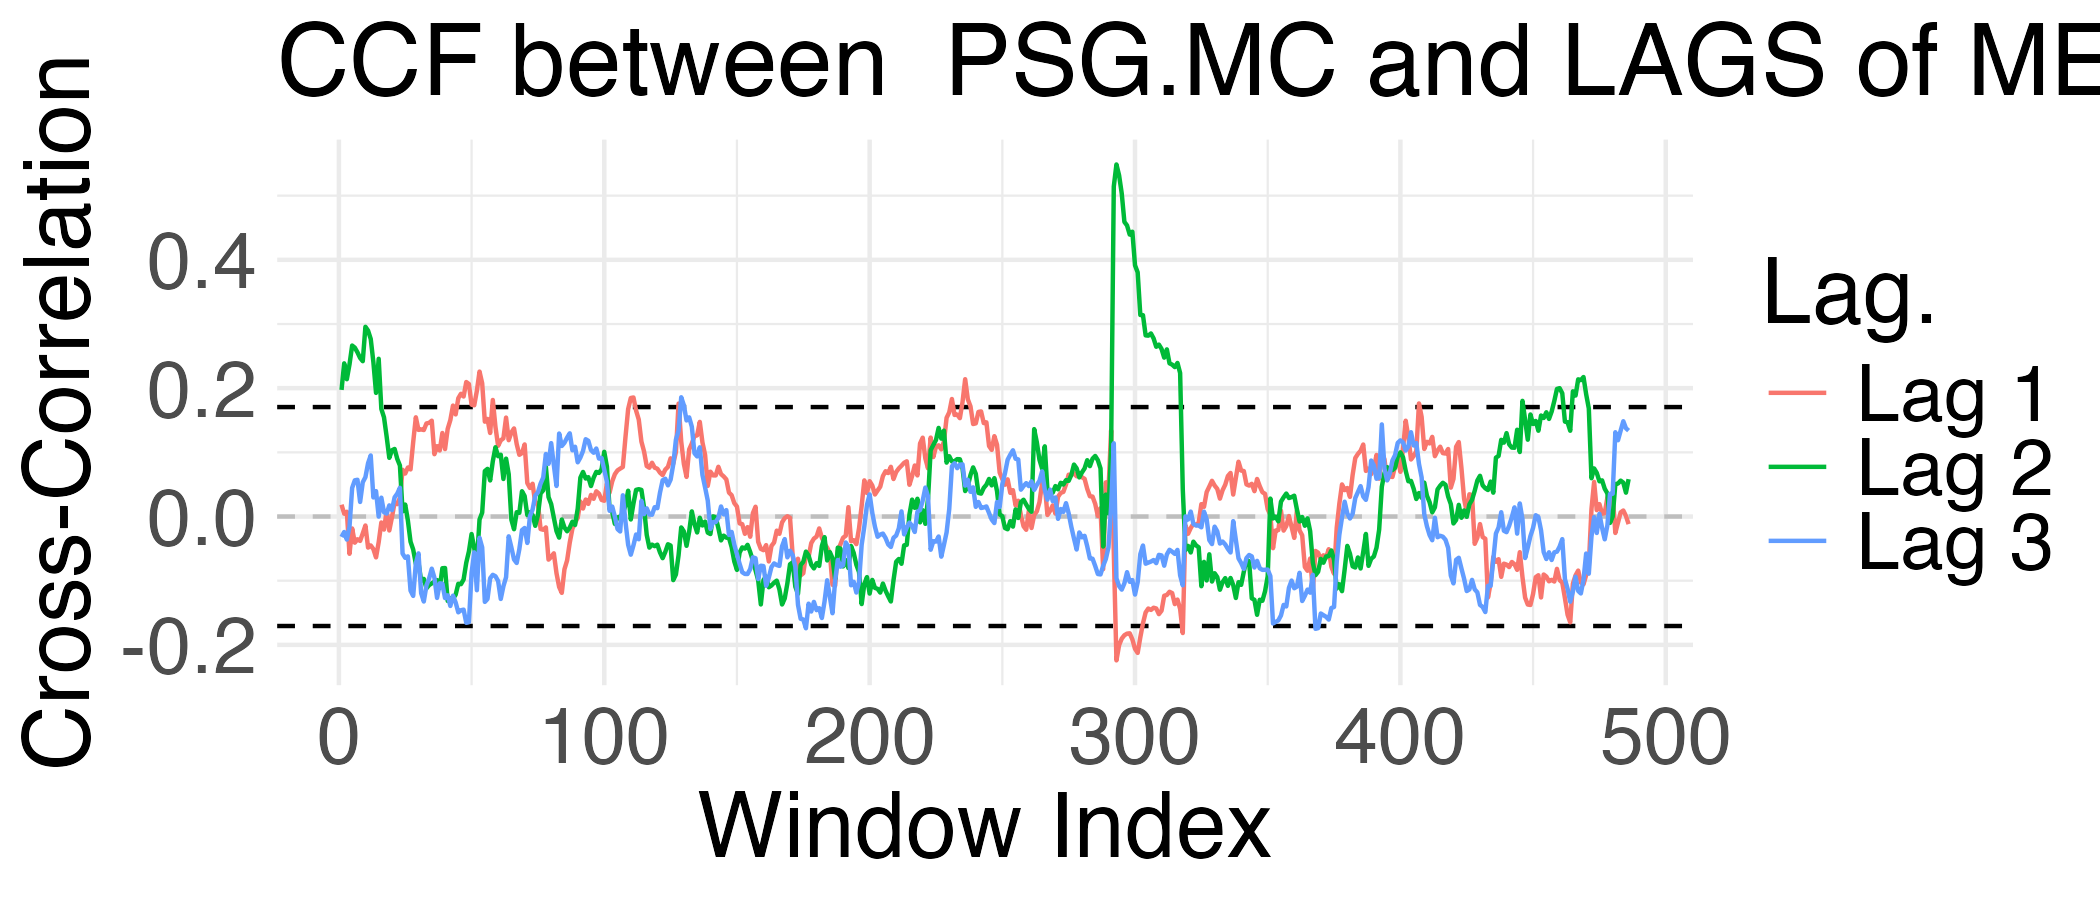 CCF between  PSG.MC and LAGS of ME
Cross-Correlation
0.4
0.2
0.0
-0.2
0
100
200
300
400
500
Window Index
Lag.
Lag 1
Lag 2
Lag 3